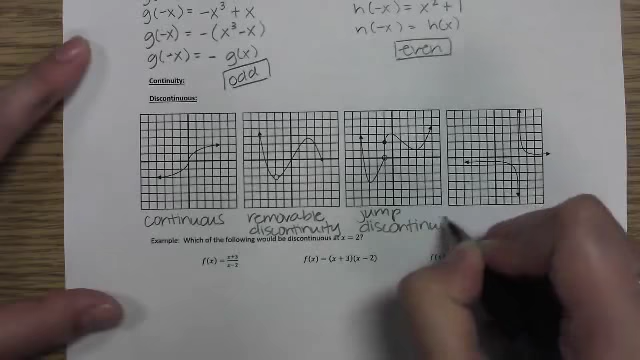 g(-x) = -x³ + x
g(-x) = -(x³-x)
g(-x) = - g(x)
odd
h(-x) = x² + 1
h(-x) = h(x)
even
Continuity:
Discontinuous:
continuous
removable
discontinuity
jump
discontinu
Example: Which of the following would be discontinuous at x = 2?
f(x) = x+3/x−2
f(x) = (x + 3)(x − 2)